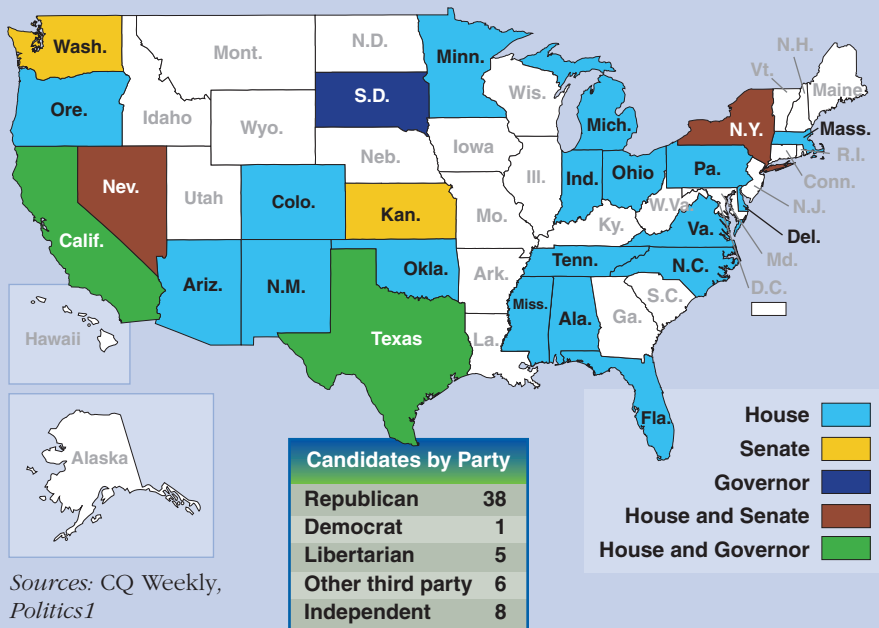 Wash.
Mont.
N.D.
Minn.
N.H.
Vt.
Maine
Ore.
Idaho
S.D.
Wis.
Mich.
N.Y.
Mass.
Wyo.
R.I.
Nev.
Utah
Colo.
Neb.
Iowa
Ill.
Ind.
Ohio
Pa.
Conn.
N.J.
Calif.
Kan.
Mo.
Ky.
W.Va.
Va.
Del.
Md.
Ariz.
N.M.
Okla.
Ark.
Tenn.
N.C.
D.C.
Hawaii
Texas
La.
Miss.
Ala.
Ga.
S.C.
Fla.
Alaska
House
Senate
Governor
House and Senate
House and Governor
Candidates by Party
Republican 38
Democrat 1
Libertarian 5
Other third party 6
Independent 8
Sources: CQ Weekly,
Politics1